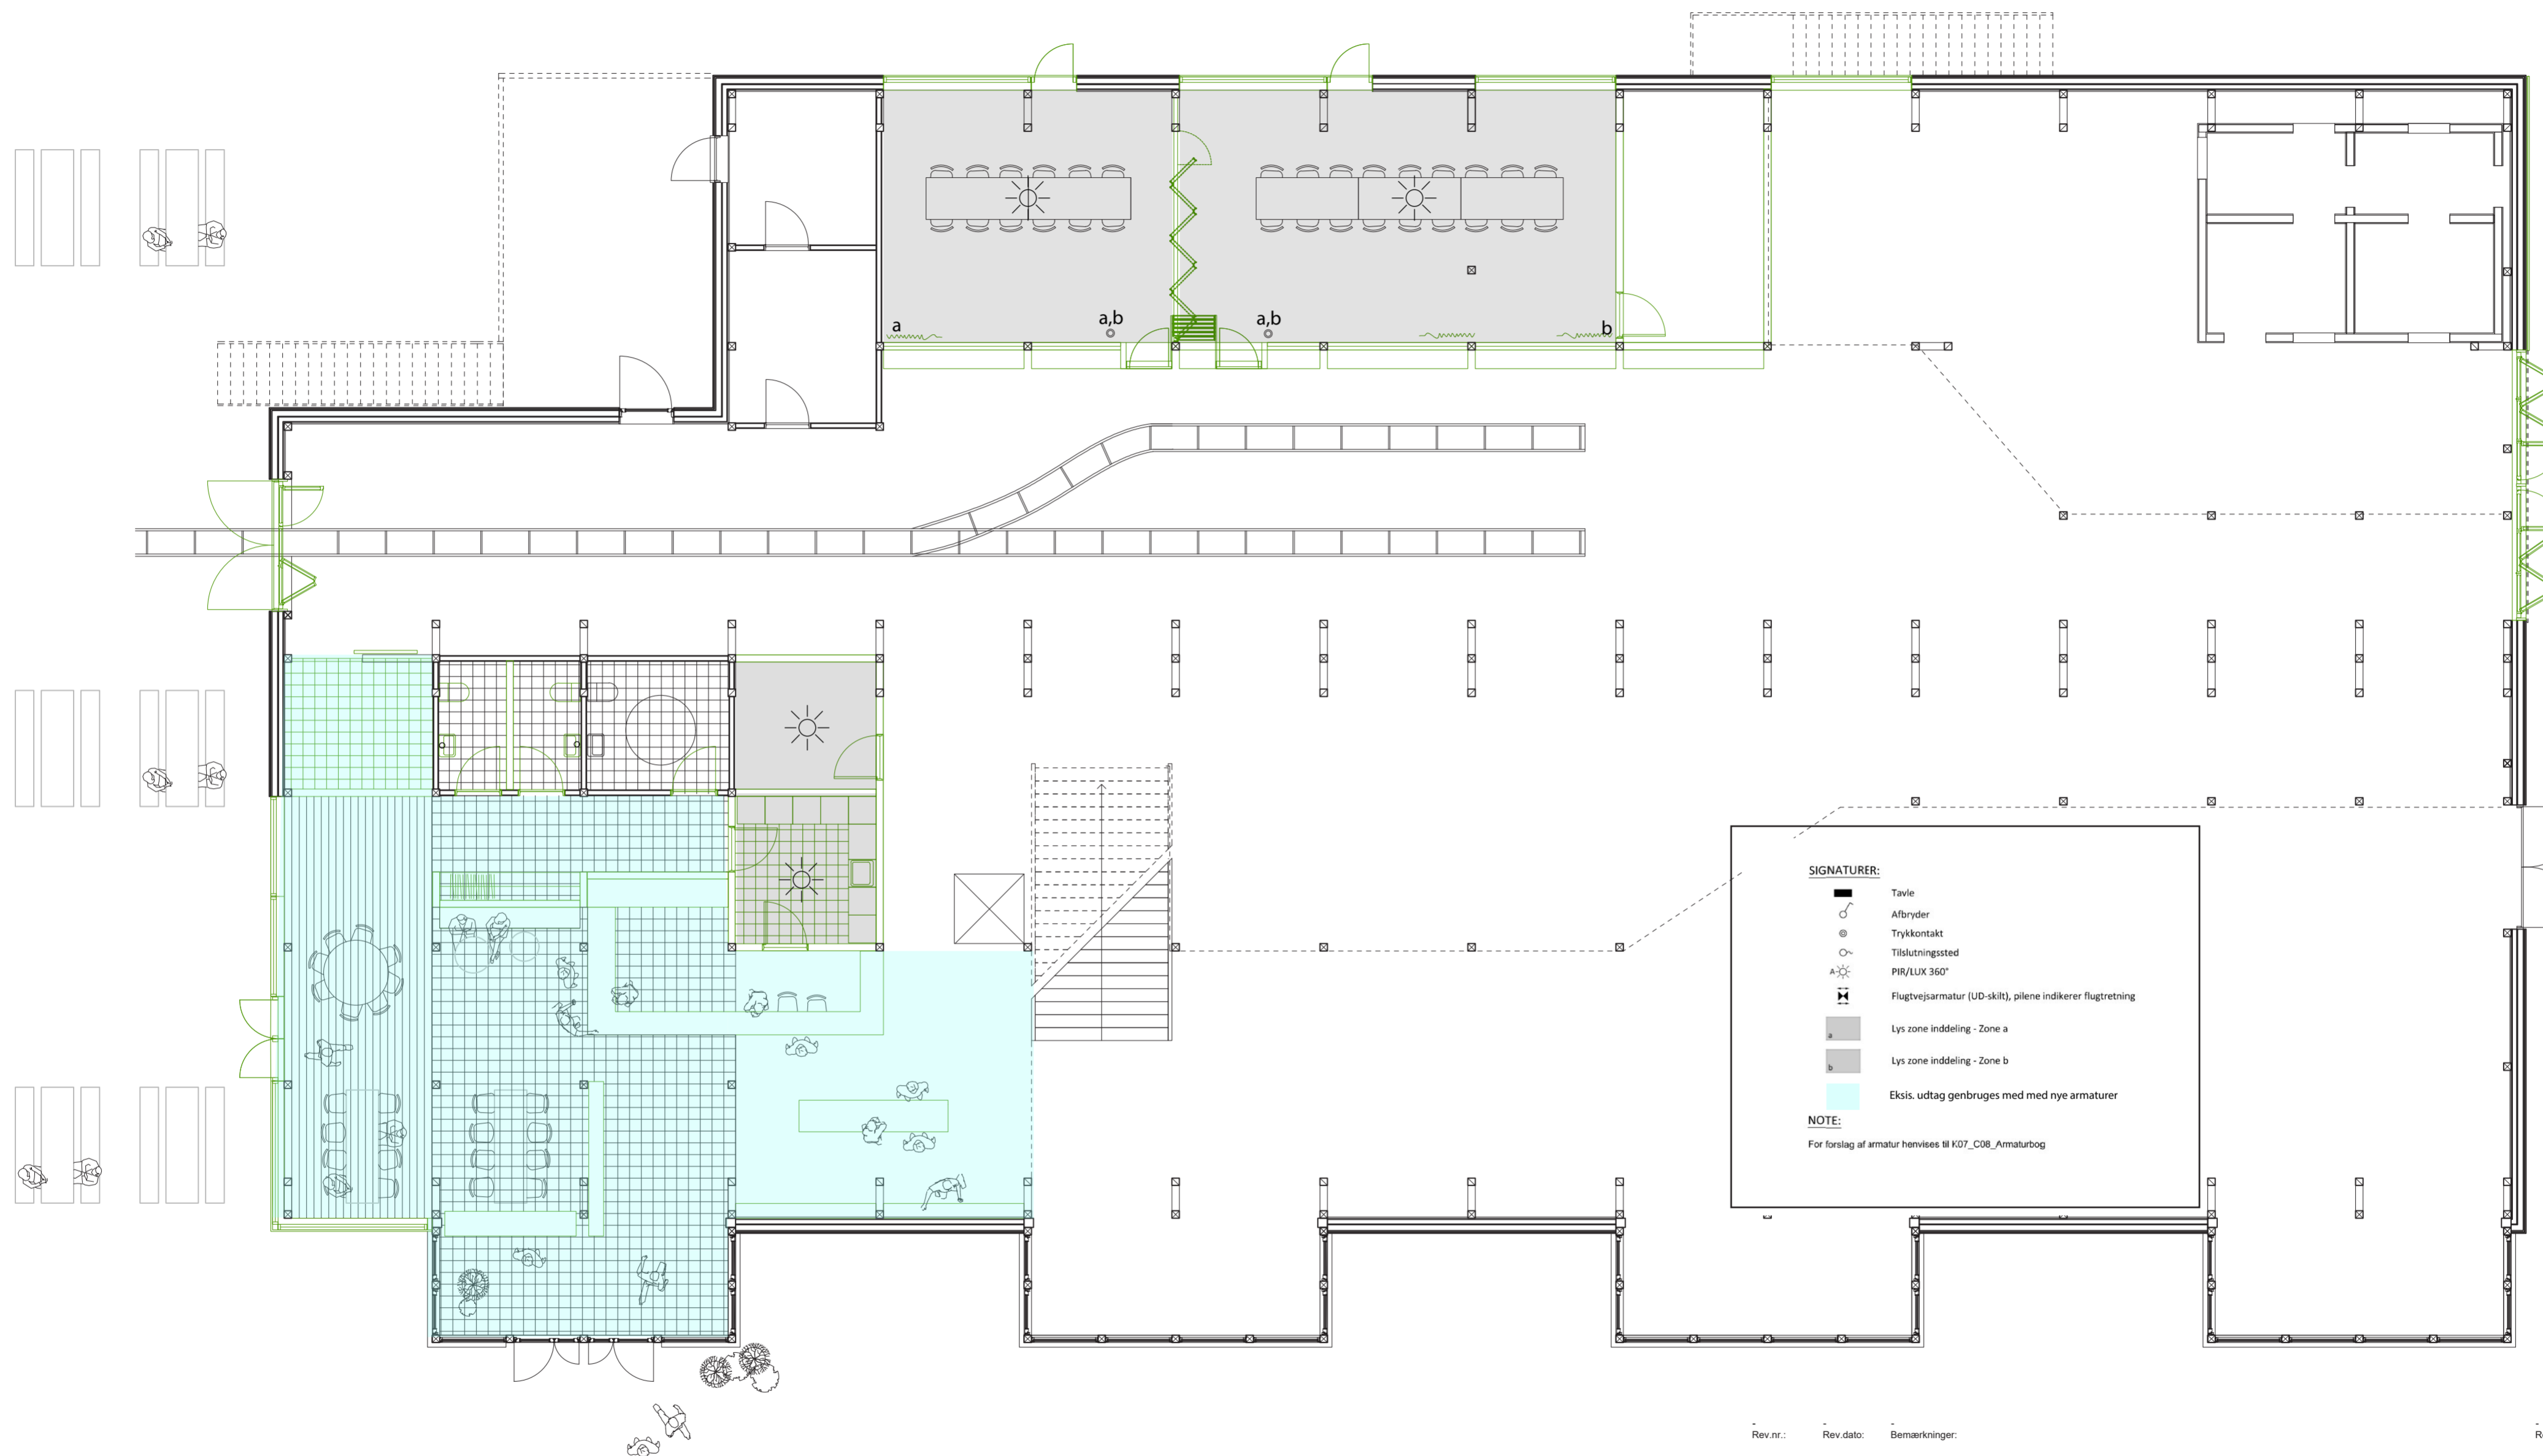 a
a,b
a,b
b
SIGNATURER:
Tavle
Afbryder
Trykkontakt
Tilslutningssted
A PIR/LUX 360°
Flugtvejsarmatur (UD-skilt), pilene indikerer flugtretning
a Lys zone inddeling - Zone a
b Lys zone inddeling - Zone b
Eksis. udtag genbruges med med nye armaturer
NOTE:
For forslag af armatur henvises til K07_C08_Armaturbog
- - - -
Rev.nr.: Rev.dato: Bemærkninger: